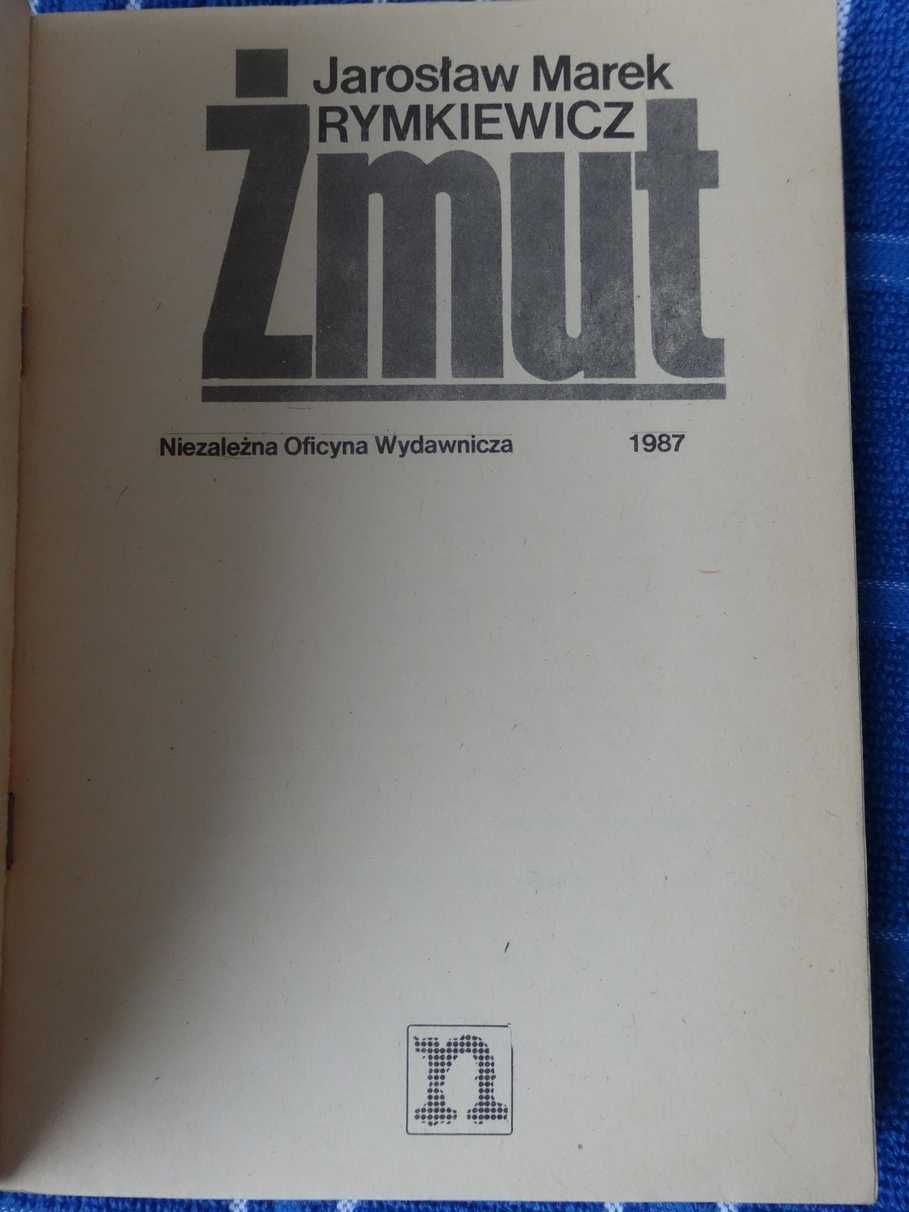 Jarosław Marek
RYMKIEWICZ
Żmut
Niezależna Oficyna Wydawnicza 1987
n